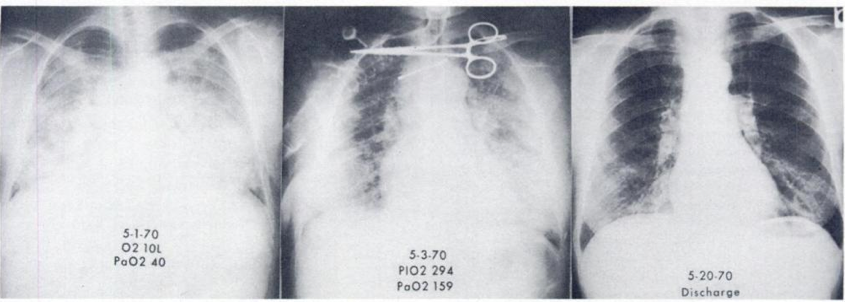 5-1-70
O2 10L
PaO2 40
5-3-70
PIO2 294
PaO2 159
5-20-70
Discharge